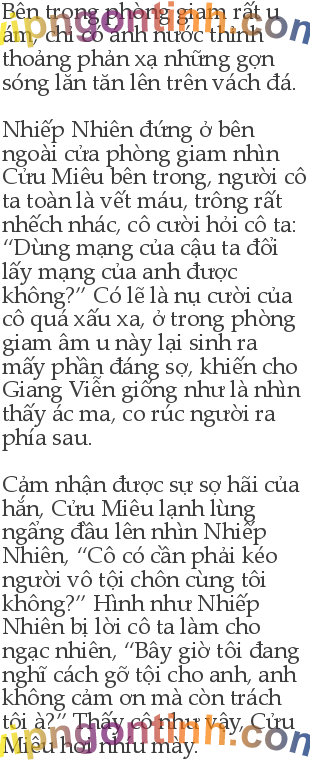 Bên trong phòng giam rất u
ám, chỉ có ánh nước thỉnh
thoảng phản xạ những gợn
sóng lăn tăn lên trên vách đá.
Nhiếp Nhiên đứng ở bên
ngoài cửa phòng giam nhìn
Cửu Miêu bên trong, người cô
ta toàn là vết máu, trông rất
nhếch nhác, cô cười hỏi cô ta:
“Dùng mạng của cậu ta đổi
lấy mạng của anh được
không?” Có lẽ là nụ cười của
cô quá xấu xa, ở trong phòng
giam âm u này lại sinh ra
mấy phần đáng sợ, khiến cho
Giang Viễn giống như là nhìn
thấy ác ma, co rúc người ra
phía sau.
Cảm nhận được sự sợ hãi của
hắn, Cửu Miêu lạnh lùng
ngẩng đầu lên nhìn Nhiếp
Nhiên, “Cô có cần phải kéo
người vô tội chôn cùng tôi
không?” Hình như Nhiếp
Nhiên bị lời cô ta làm cho
ngạc nhiên, “Bây giờ tôi đang
nghĩ cách gỡ tội cho anh, anh
không cảm ơn mà còn trách
tôi à?” Thấy cô như vậy, Cửu
Miêu hơi nhíu mày.
vipngontinh.com
vipngontinh.com